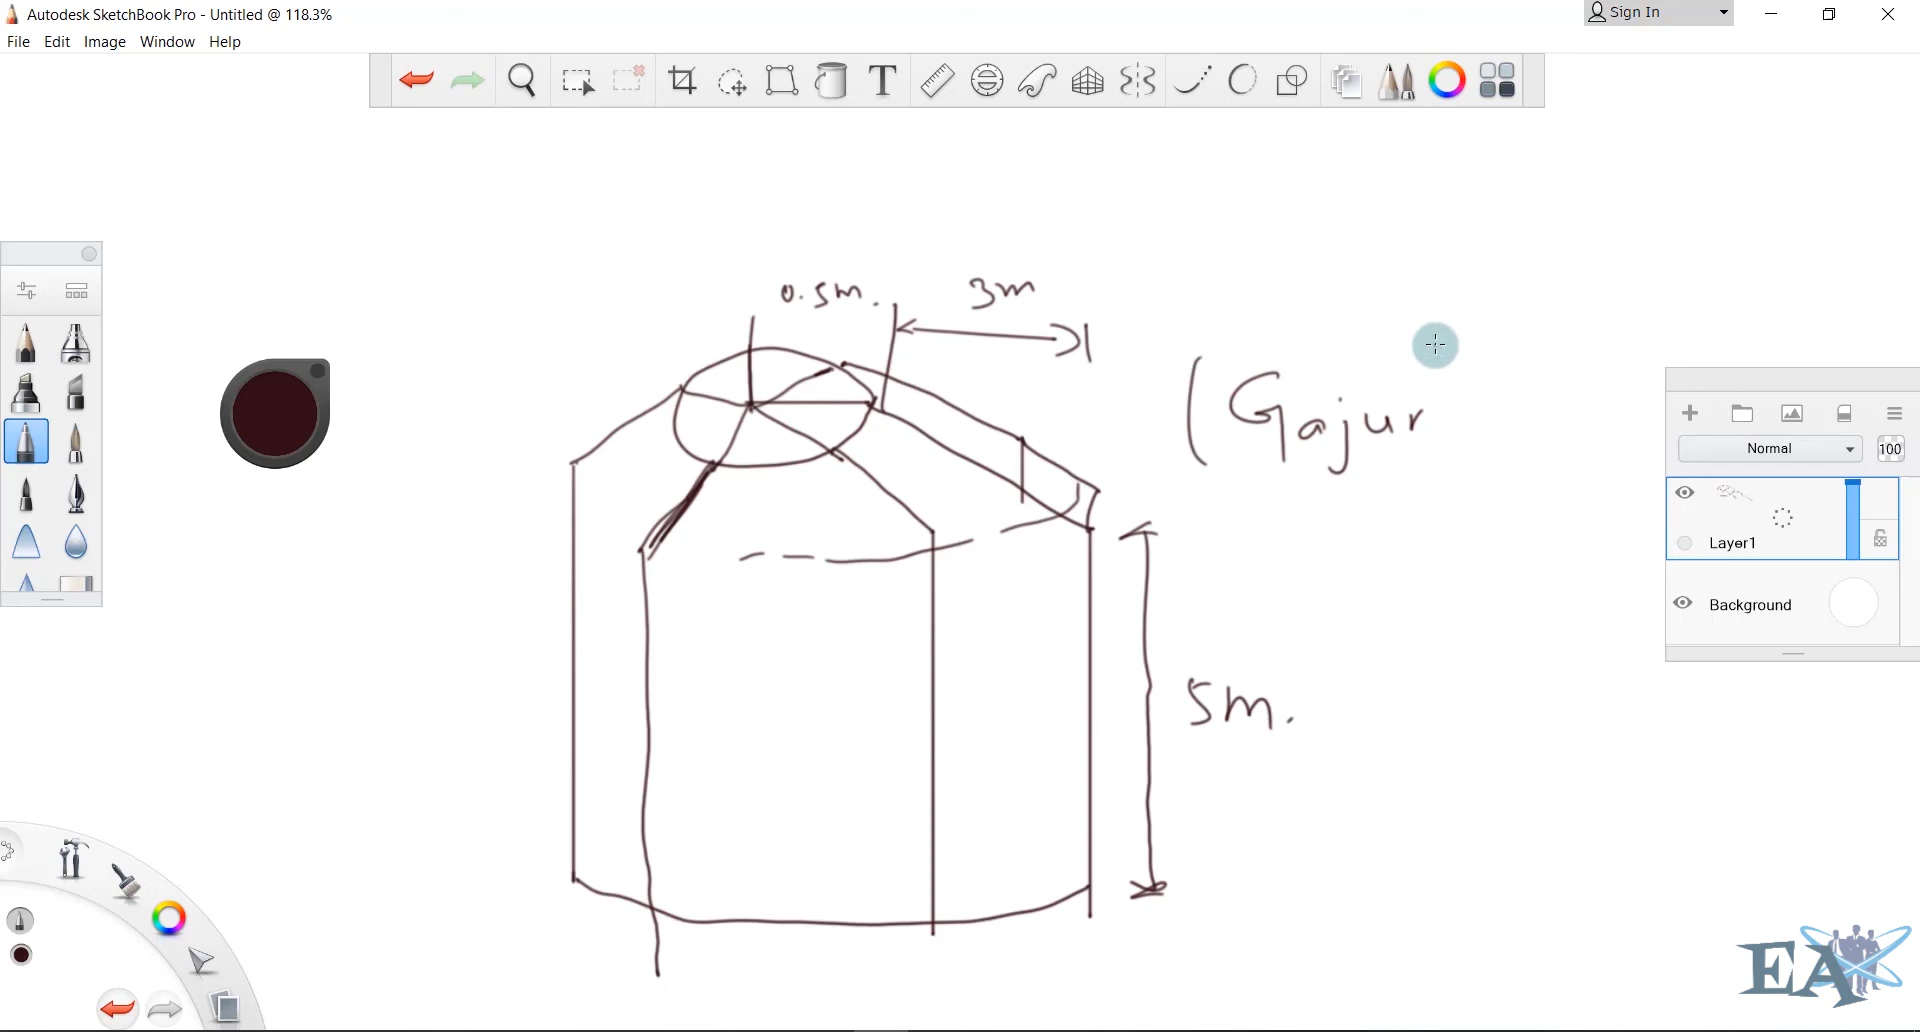 Autodesk SketchBook Pro - Untitled @ 118.3%
Sign In
File Edit Image Window Help
T
0.5m.
3m
(Gajur
Normal
100
Layer1
Background
5m.
EA